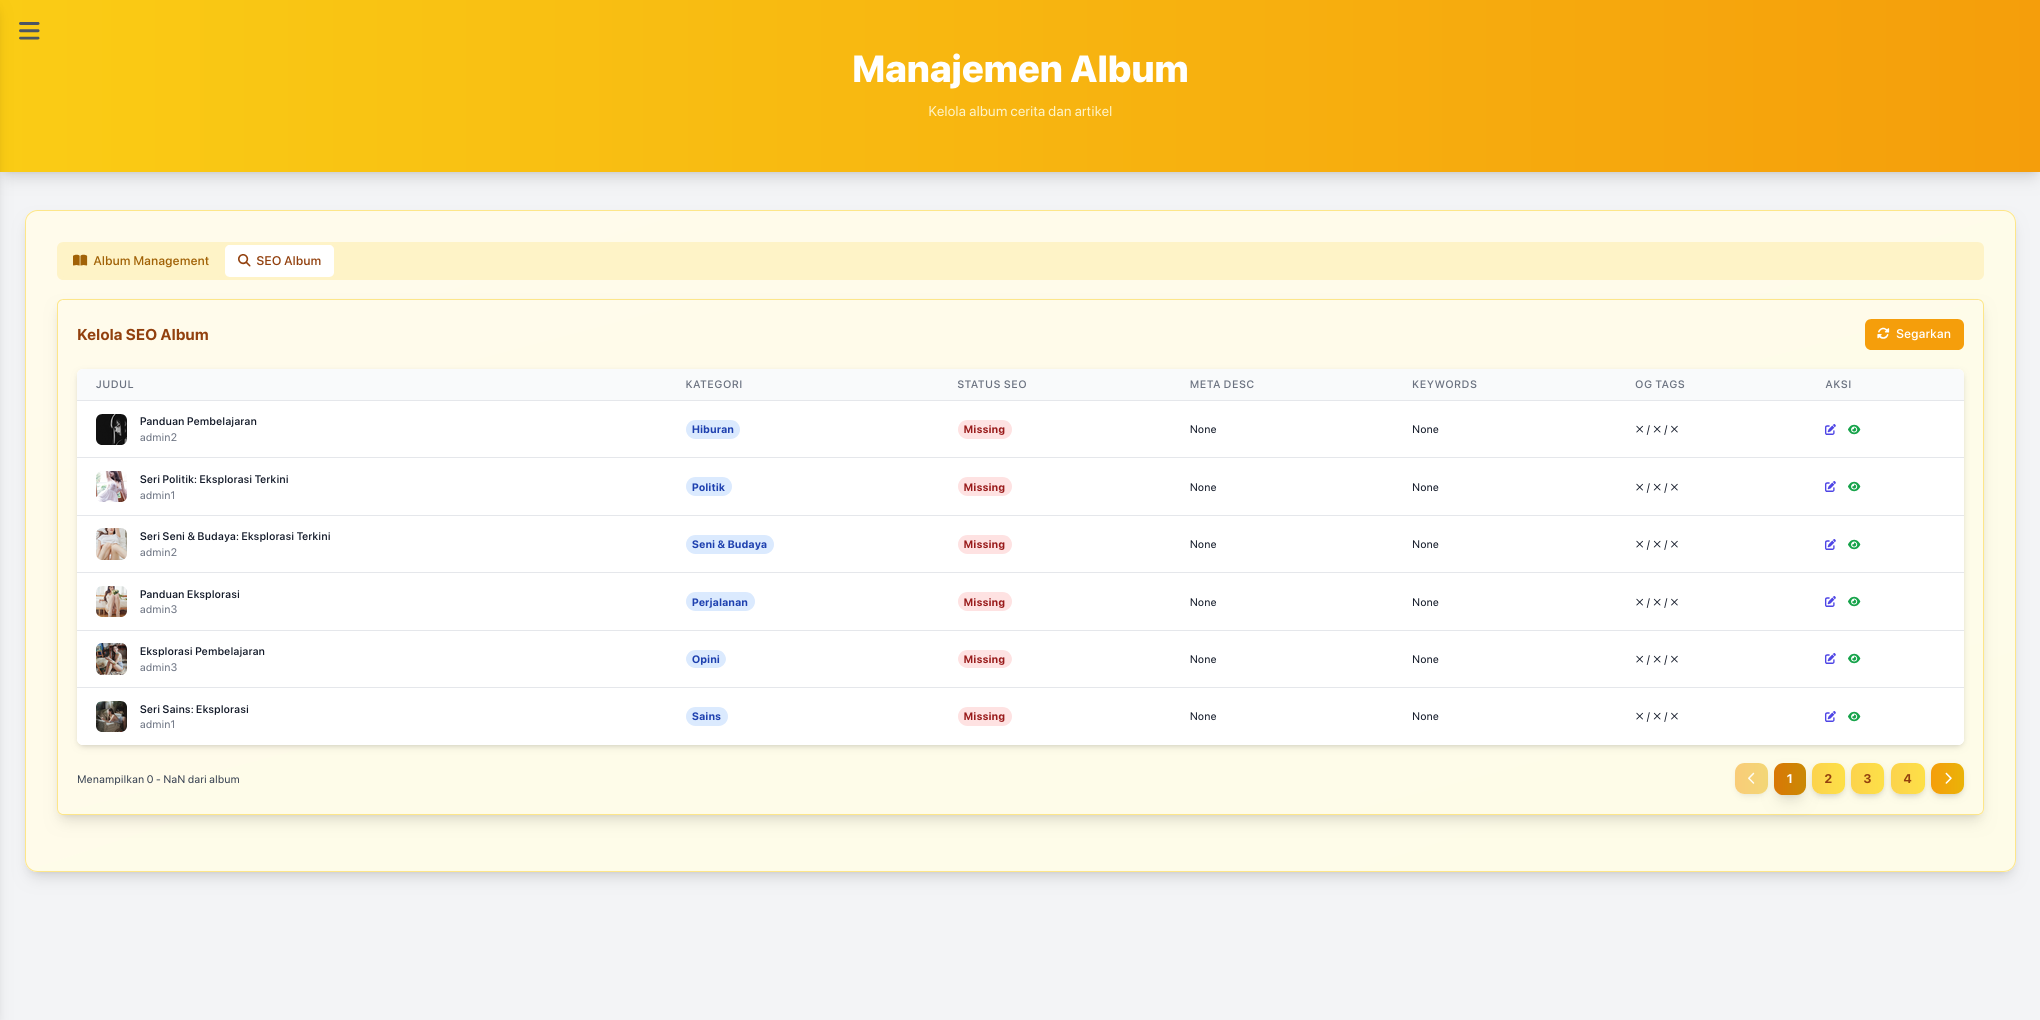 Manajemen Album
Kelola album cerita dan artikel
Album Management
SEO Album
Kelola SEO Album
Segarkan
JUDUL KATEGORI STATUS SEO META DESC KEYWORDS OG TAGS AKSI
Panduan Pembelajaran
admin2
Hiburan Missing None None ✕ / ✕ / ✕
Seri Politik: Eksplorasi Terkini
admin1
Politik Missing None None ✕ / ✕ / ✕
Seri Seni & Budaya: Eksplorasi Terkini
admin2
Seni & Budaya Missing None None ✕ / ✕ / ✕
Panduan Eksplorasi
admin3
Perjalanan Missing None None ✕ / ✕ / ✕
Eksplorasi Pembelajaran
admin3
Opini Missing None None ✕ / ✕ / ✕
Seri Sains: Eksplorasi
admin1
Sains Missing None None ✕ / ✕ / ✕
Menampilkan 0 - NaN dari album
1 2 3 4